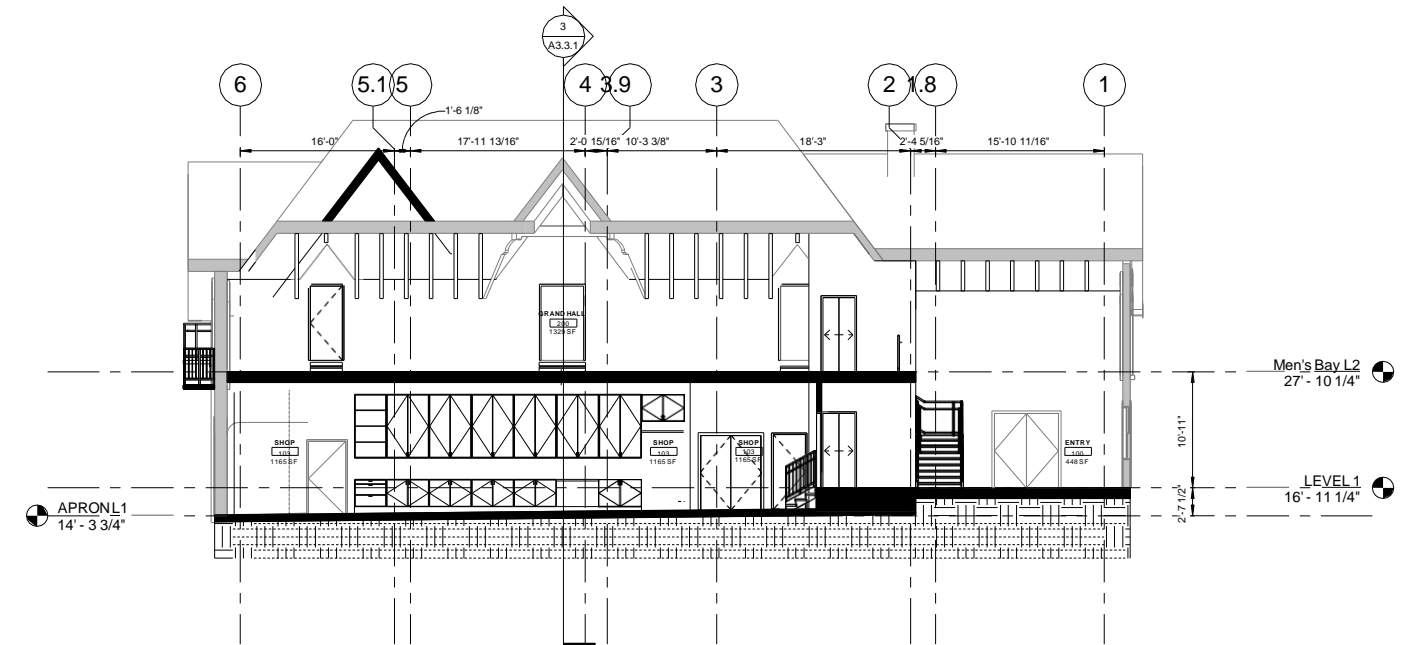 3
A3.3.1
6
5.1
5
4
3.9
3
2
1.8
1
1'-6 1/8"
16'-0"
17'-11 13/16"
2'-0 15/16"
10'-3 3/8"
18'-3"
2'-4 5/16"
15'-10 11/16"
GRAND HALL
200
1329 SF
Men's Bay L2
27' - 10 1/4"
10'-11"
SHOP
103
1165 SF
SHOP
103
1165 SF
SHOP
103
1165 SF
ENTRY
100
448 SF
LEVEL 1
16' - 11 1/4"
2'-7 1/2"
APRON L1
14' - 3 3/4"